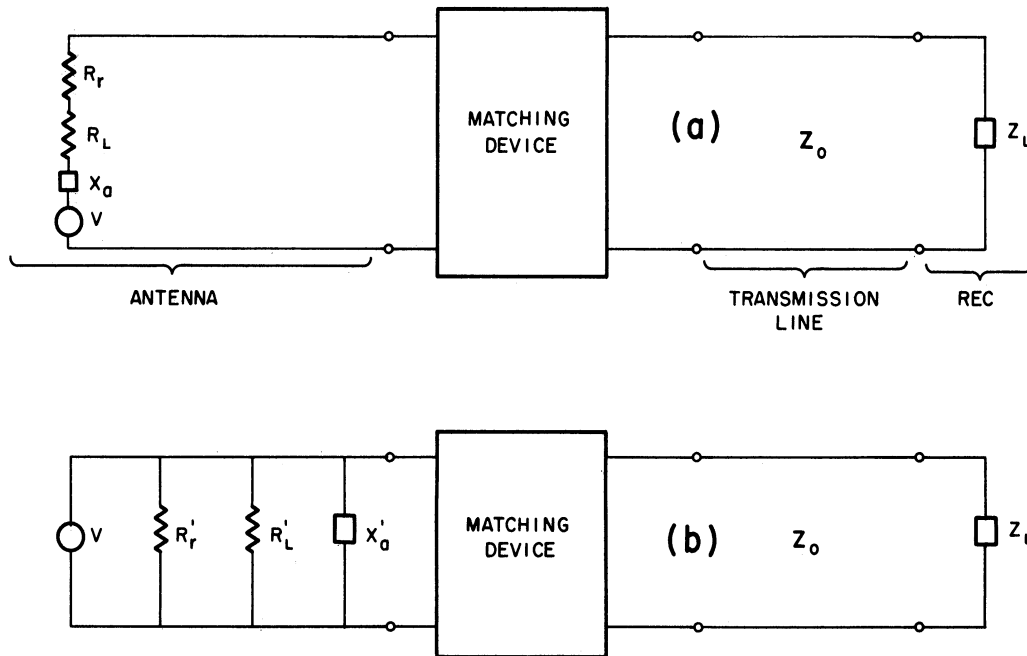 R_r
R_L
X_a
V
MATCHING
DEVICE
(a)
Z_o
Z_L
ANTENNA
TRANSMISSION
LINE
REC
V
R'_r
R'_L
X'_a
MATCHING
DEVICE
(b)
Z_o